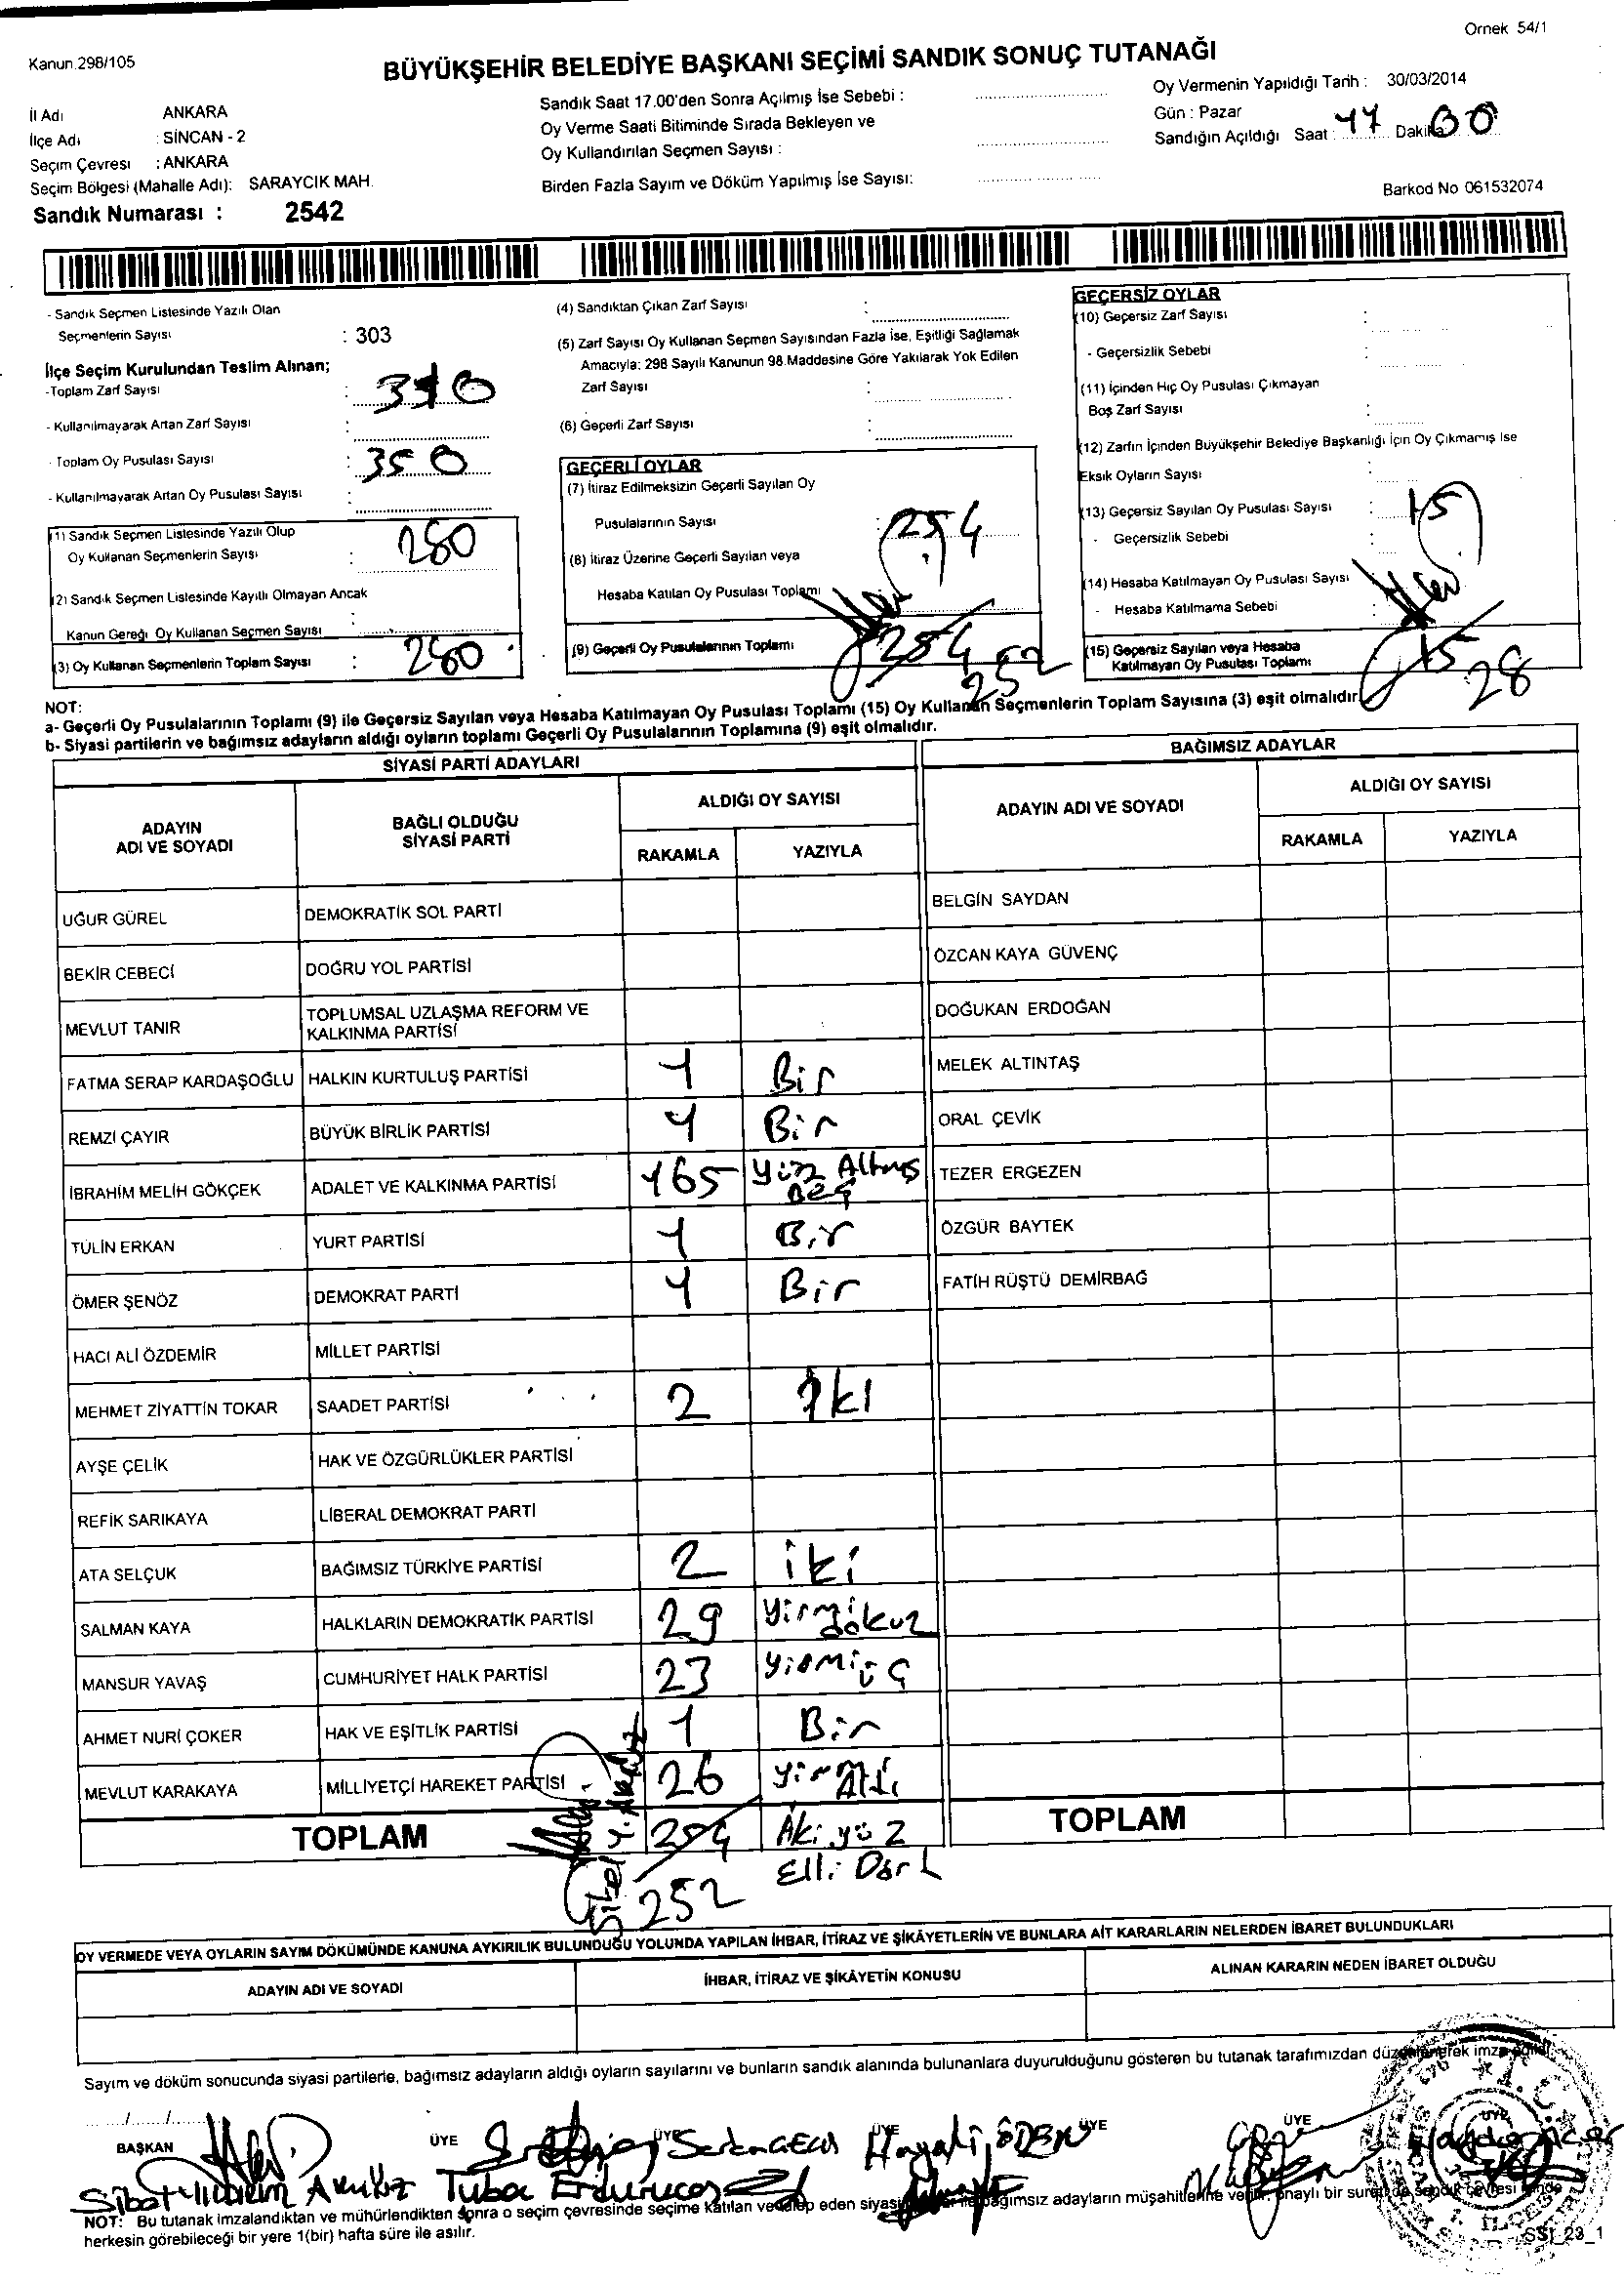 Ornek 54/1
Kanun.298/105
BÜYÜKŞEHİR BELEDİYE BAŞKANI SEÇİMİ SANDIK SONUÇ TUTANAĞI
İl Adı ANKARA
İlçe Adı : SİNCAN - 2
Seçim Çevresi : ANKARA
Seçim Bölgesi (Mahalle Adı): SARAYCIK MAH.
Sandık Numarası : 2542
Sandık Saat 17.00'den Sonra Açılmış İse Sebebi :
Oy Verme Saati Bitiminde Sırada Bekleyen ve
Oy Kullandırılan Seçmen Sayısı :
Birden Fazla Sayım ve Döküm Yapılmış İse Sayısı:
Oy Vermenin Yapıldığı Tarih : 30/03/2014
Gün : Pazar
Sandığın Açıldığı Saat : 17 Dakika 00
Barkod No 061532074
- Sandık Seçmen Listesinde Yazılı Olan
Seçmenlerin Sayısı : 303
İlçe Seçim Kurulundan Teslim Alınan;
-Toplam Zarf Sayısı :
- Kullanılmayarak Artan Zarf Sayısı :
- Toplam Oy Pusulası Sayısı : 350
- Kullanılmayarak Artan Oy Pusulası Sayısı :
(1) Sandık Seçmen Listesinde Yazılı Olup
Oy Kullanan Seçmenlerin Sayısı : 280
(2) Sandık Seçmen Listesinde Kayıtlı Olmayan Ancak
Kanun Gereği Oy Kullanan Seçmen Sayısı :
(3) Oy Kullanan Seçmenlerin Toplam Sayısı : 280
(4) Sandıktan Çıkan Zarf Sayısı :
(5) Zarf Sayısı Oy Kullanan Seçmen Sayısından Fazla İse, Eşitliği Sağlamak
Amacıyla: 298 Sayılı Kanunun 98.Maddesine Göre Yakılarak Yok Edilen
Zarf Sayısı :
(6) Geçerli Zarf Sayısı :
GEÇERLİ OYLAR
(7) İtiraz Edilmeksizin Geçerli Sayılan Oy
Pusulalarının Sayısı : 254
(8) İtiraz Üzerine Geçerli Sayılan veya
Hesaba Katılan Oy Pusulası Toplamı
(9) Geçerli Oy Pusulalarının Toplamı 254 252
GEÇERSİZ OYLAR
(10) Geçersiz Zarf Sayısı :
- Geçersizlik Sebebi :
(11) İçinden Hiç Oy Pusulası Çıkmayan
Boş Zarf Sayısı :
(12) Zarfın İçinden Büyükşehir Belediye Başkanlığı İçin Oy Çıkmamış İse
Eksik Oyların Sayısı :
(13) Geçersiz Sayılan Oy Pusulası Sayısı : 15
- Geçersizlik Sebebi :
(14) Hesaba Katılmayan Oy Pusulası Sayısı
- Hesaba Katılmama Sebebi :
(15) Geçersiz Sayılan veya Hesaba
Katılmayan Oy Pusulası Toplamı 15 28
NOT:
a- Geçerli Oy Pusulalarının Toplamı (9) ile Geçersiz Sayılan veya Hesaba Katılmayan Oy Pusulası Toplamı (15) Oy Kullanan Seçmenlerin Toplam Sayısına (3) eşit olmalıdır
b- Siyasi partilerin ve bağımsız adayların aldığı oyların toplamı Geçerli Oy Pusulalarının Toplamına (9) eşit olmalıdır.
SİYASİ PARTİ ADAYLARI
ADAYIN ADI VE SOYADI BAĞLI OLDUĞU SİYASİ PARTİ ALDIĞI OY SAYISI
RAKAMLA YAZIYLA
UĞUR GÜREL DEMOKRATİK SOL PARTİ
BEKİR CEBECİ DOĞRU YOL PARTİSİ
MEVLUT TANIR TOPLUMSAL UZLAŞMA REFORM VE KALKINMA PARTİSİ
FATMA SERAP KARDAŞOĞLU HALKIN KURTULUŞ PARTİSİ 1 Bir
REMZİ ÇAYIR BÜYÜK BİRLİK PARTİSİ 1 Bir
İBRAHİM MELİH GÖKÇEK ADALET VE KALKINMA PARTİSİ 165 Yüz Altmış Beş
TÜLİN ERKAN YURT PARTİSİ 1 Bir
ÖMER ŞENÖZ DEMOKRAT PARTİ 1 Bir
HACI ALİ ÖZDEMİR MİLLET PARTİSİ
MEHMET ZİYATTİN TOKAR SAADET PARTİSİ 2 İki
AYŞE ÇELİK HAK VE ÖZGÜRLÜKLER PARTİSİ
REFİK SARIKAYA LİBERAL DEMOKRAT PARTİ
ATA SELÇUK BAĞIMSIZ TÜRKİYE PARTİSİ 2 iki
SALMAN KAYA HALKLARIN DEMOKRATİK PARTİSİ 29 Yirmi dokuz
MANSUR YAVAŞ CUMHURİYET HALK PARTİSİ 23 Yirmi üç
AHMET NURİ ÇOKER HAK VE EŞİTLİK PARTİSİ 1 Bir
MEVLUT KARAKAYA MİLLİYETÇİ HAREKET PARTİSİ 26 Yirmi Altı
TOPLAM 254 İki yüz
Elli Dört
252
BAĞIMSIZ ADAYLAR
ADAYIN ADI VE SOYADI ALDIĞI OY SAYISI
RAKAMLA YAZIYLA
BELGİN SAYDAN
ÖZCAN KAYA GÜVENÇ
DOĞUKAN ERDOĞAN
MELEK ALTINTAŞ
ORAL ÇEVİK
TEZER ERGEZEN
ÖZGÜR BAYTEK
FATİH RÜŞTÜ DEMİRBAĞ
TOPLAM
OY VERMEDE VEYA OYLARIN SAYIM DÖKÜMÜNDE KANUNA AYKIRILIK BULUNDUĞU YOLUNDA YAPILAN İHBAR, İTİRAZ VE ŞİKÂYETLERİN VE BUNLARA AİT KARARLARIN NELERDEN İBARET BULUNDUKLARI
ADAYIN ADI VE SOYADI İHBAR, İTİRAZ VE ŞİKÂYETİN KONUSU ALINAN KARARIN NEDEN İBARET OLDUĞU
Sayım ve döküm sonucunda siyasi partilerle, bağımsız adayların aldığı oyların sayılarını ve bunların sandık alanında bulunanlara duyurulduğunu gösteren bu tutanak tarafımızdan düzenlenerek imza edildi.
BAŞKAN ÜYE ÜYE ÜYE ÜYE ÜYE ÜYE
Sibel Yıldırım Akyıldız Tuba
Hayali
NOT: Bu tutanak imzalandıktan ve mühürlendikten sonra o seçim çevresinde seçime katılan ve talep eden siyasi bağımsız adayların müşahitlerine verilir, onaylı bir sureti de sandık çevresi içinde
herkesin görebileceği bir yere 1(bir) hafta süre ile asılır.
SSI_23_1